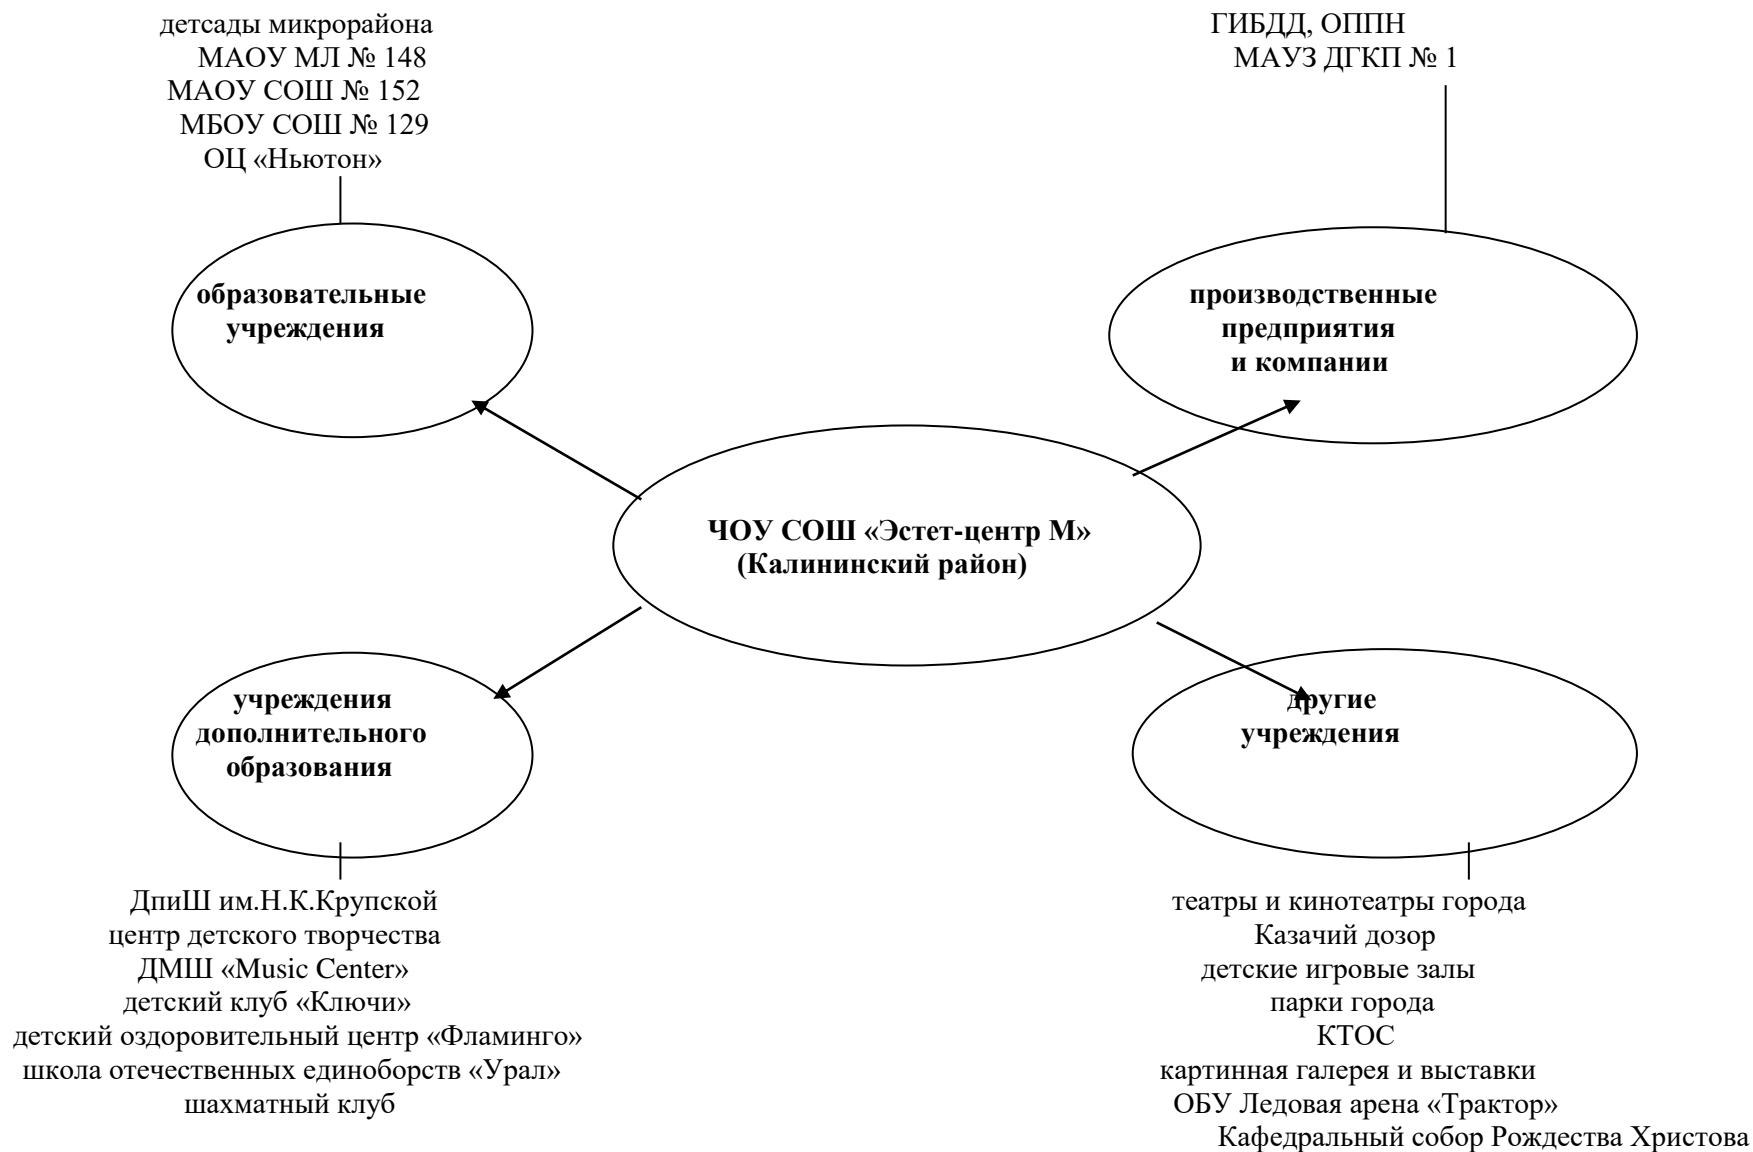 детсады микрорайона
МАОУ МЛ № 148
МАОУ СОШ № 152
МБОУ СОШ № 129
ОЦ «Ньютон»
ГИБДД, ОППН
МАУЗ ДГКП № 1
образовательные
учреждения
производственные
предприятия
и компании
ЧОУ СОШ «Эстет-центр М»
(Калининский район)
учреждения
дополнительного
образования
другие
учреждения
ДпиШ им.Н.К.Крупской
центр детского творчества
ДМШ «Music Center»
детский клуб «Ключи»
детский оздоровительный центр «Фламинго»
школа отечественных единоборств «Урал»
шахматный клуб
театры и кинотеатры города
Казачий дозор
детские игровые залы
парки города
КТОС
картинная галерея и выставки
ОБУ Ледовая арена «Трактор»
Кафедральный собор Рождества Христова